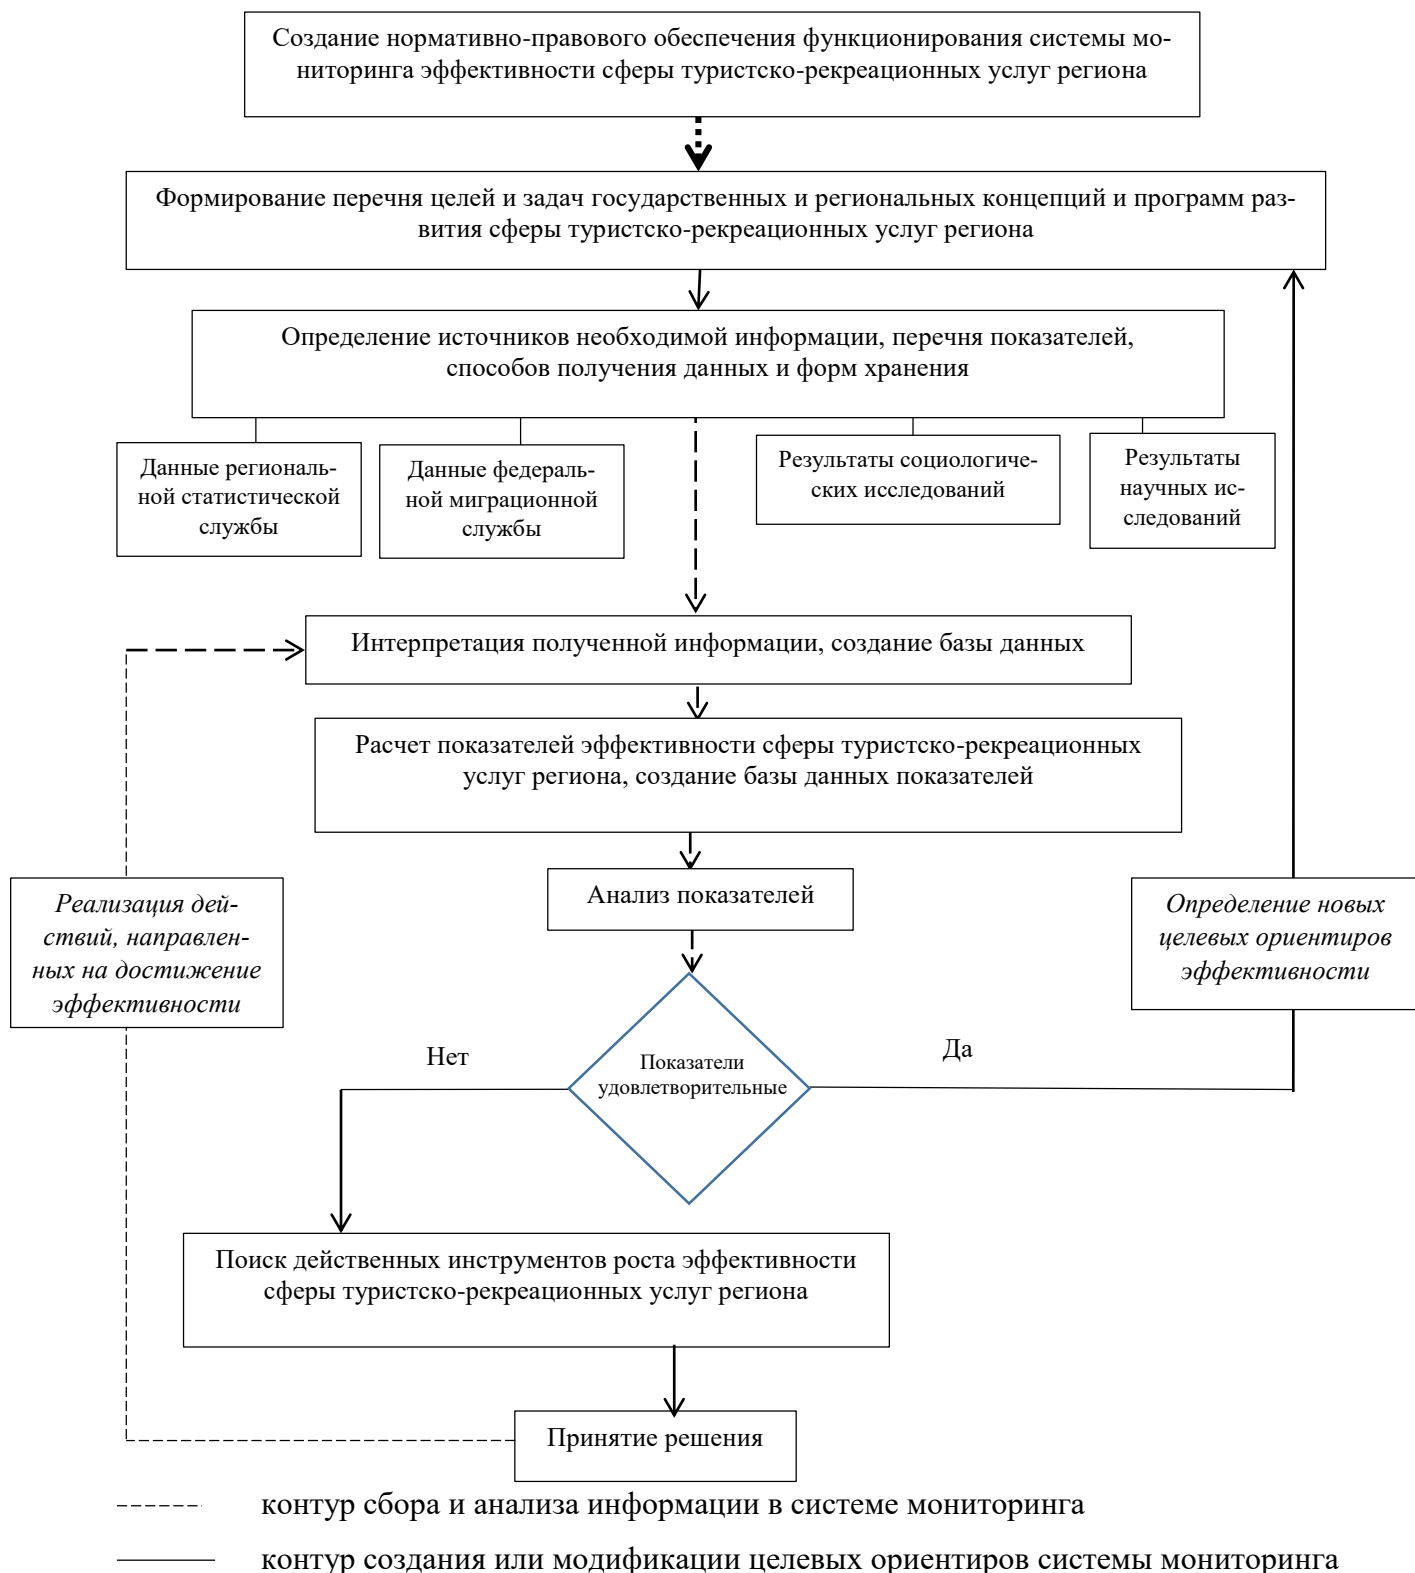 Создание нормативно-правового обеспечения функционирования системы мо-
ниторинга эффективности сферы туристско-рекреационных услуг региона
Формирование перечня целей и задач государственных и региональных концепций и программ раз-
вития сферы туристско-рекреационных услуг региона
Определение источников необходимой информации, перечня показателей,
способов получения данных и форм хранения
Данные региональ-
ной статистической
службы
Данные федераль-
ной миграционной
службы
Результаты социологиче-
ских исследований
Результаты
научных ис-
следований
Интерпретация полученной информации, создание базы данных
Расчет показателей эффективности сферы туристско-рекреационных
услуг региона, создание базы данных показателей
Анализ показателей
Реализация дей-
ствий, направлен-
ных на достижение
эффективности
Определение новых
целевых ориентиров
эффективности
Нет
Показатели
удовлетворительные
Да
Поиск действенных инструментов роста эффективности
сферы туристско-рекреационных услуг региона
Принятие решения
контур сбора и анализа информации в системе мониторинга
контур создания или модификации целевых ориентиров системы мониторинга